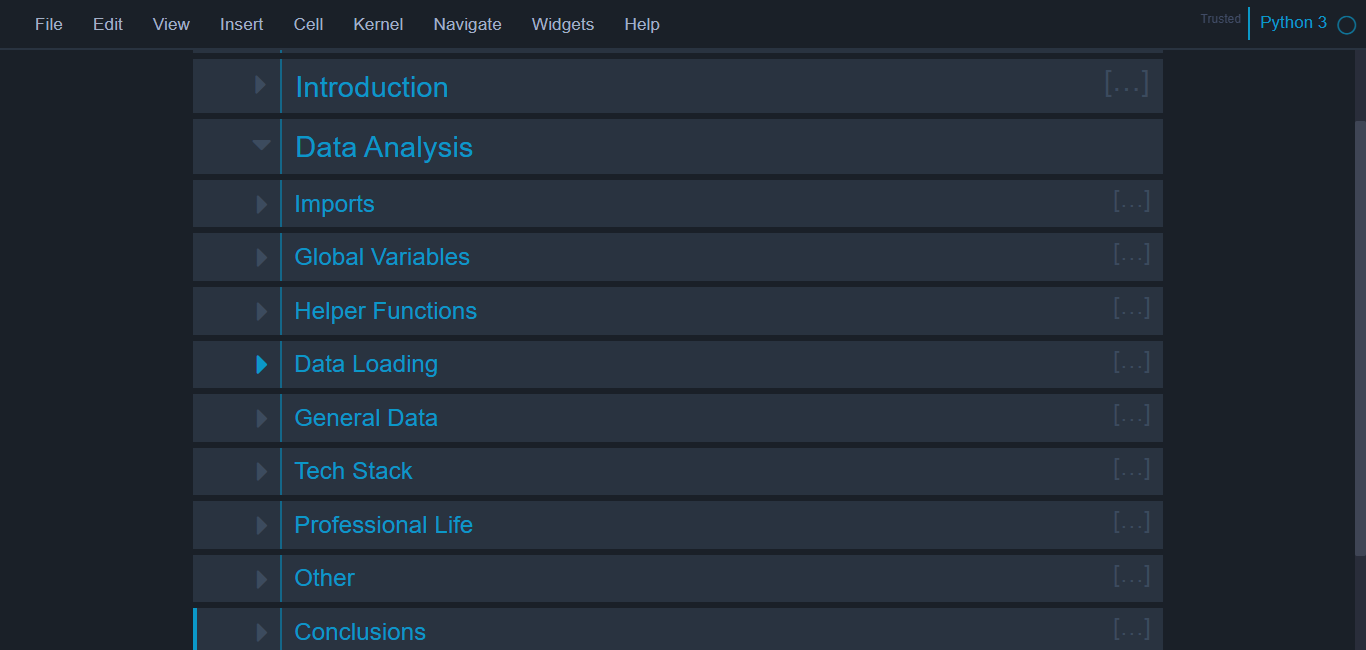 File Edit View Insert Cell Kernel Navigate Widgets Help Trusted Python 3
Introduction [...]
Data Analysis
Imports [...]
Global Variables [...]
Helper Functions [...]
Data Loading [...]
General Data [...]
Tech Stack [...]
Professional Life [...]
Other [...]
Conclusions [...]